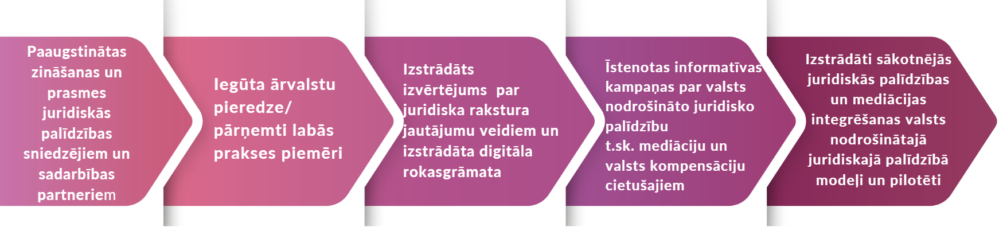 Paaugstinātas
zināšanas un
prasmes
juridiskās
palīdzības
sniedzējiem un
sadarbības
partneriem
Iegūta ārvalstu
pieredze/
pārņemti labās
prakses piemēri
Izstrādāts
izvērtējums  par
juridiska rakstura
jautājumu veidiem un
izstrādāta digitāla
rokasgrāmata
Īstenotas informatīvas
kampaņas par valsts
nodrošināto juridisko
palīdzību
t.sk. mediāciju un
valsts kompensāciju
cietušajiem
Izstrādāti sākotnējās
juridiskās palīdzības
un mediācijas
integrēšanas valsts
nodrošinātajā
juridiskajā palīdzībā
modeļi un pilotēti